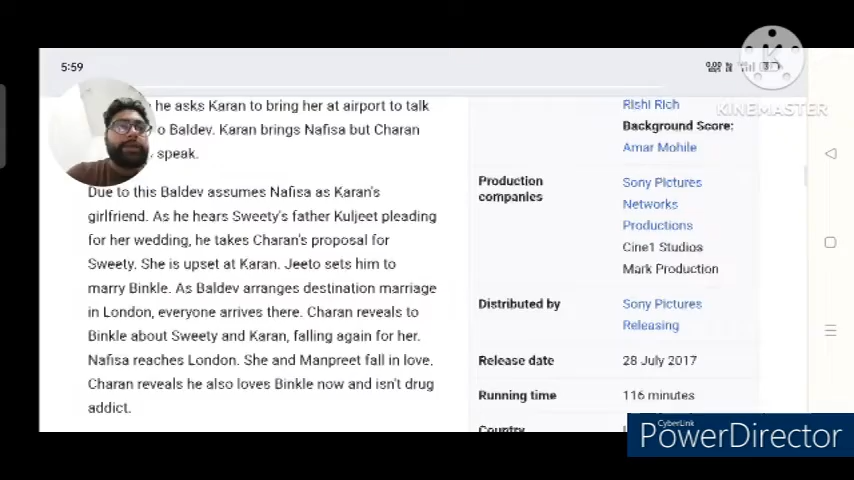 5:59
KINEMASTER
he asks Karan to bring her at airport to talk
o Baldev. Karan brings Nafisa but Charan
speak.
Due to this Baldev assumes Nafisa as Karan's
girlfriend. As he hears Sweety's father Kuljeet pleading
for her wedding, he takes Charan's proposal for
Sweety. She is upset at Karan. Jeeto sets him to
marry Binkle. As Baldev arranges destination marriage
in London, everyone arrives there. Charan reveals to
Binkle about Sweety and Karan, falling again for her.
Nafisa reaches London. She and Manpreet fall in love.
Charan reveals he also loves Binkle now and isn't drug
addict.
Rishi Rich
Background Score:
Amar Mohile
Production
companies
Sony Pictures
Networks
Productions
Cine1 Studios
Mark Production
Distributed by
Sony Pictures
Releasing
Release date
28 July 2017
Running time
116 minutes
Country
CyberLink
PowerDirector